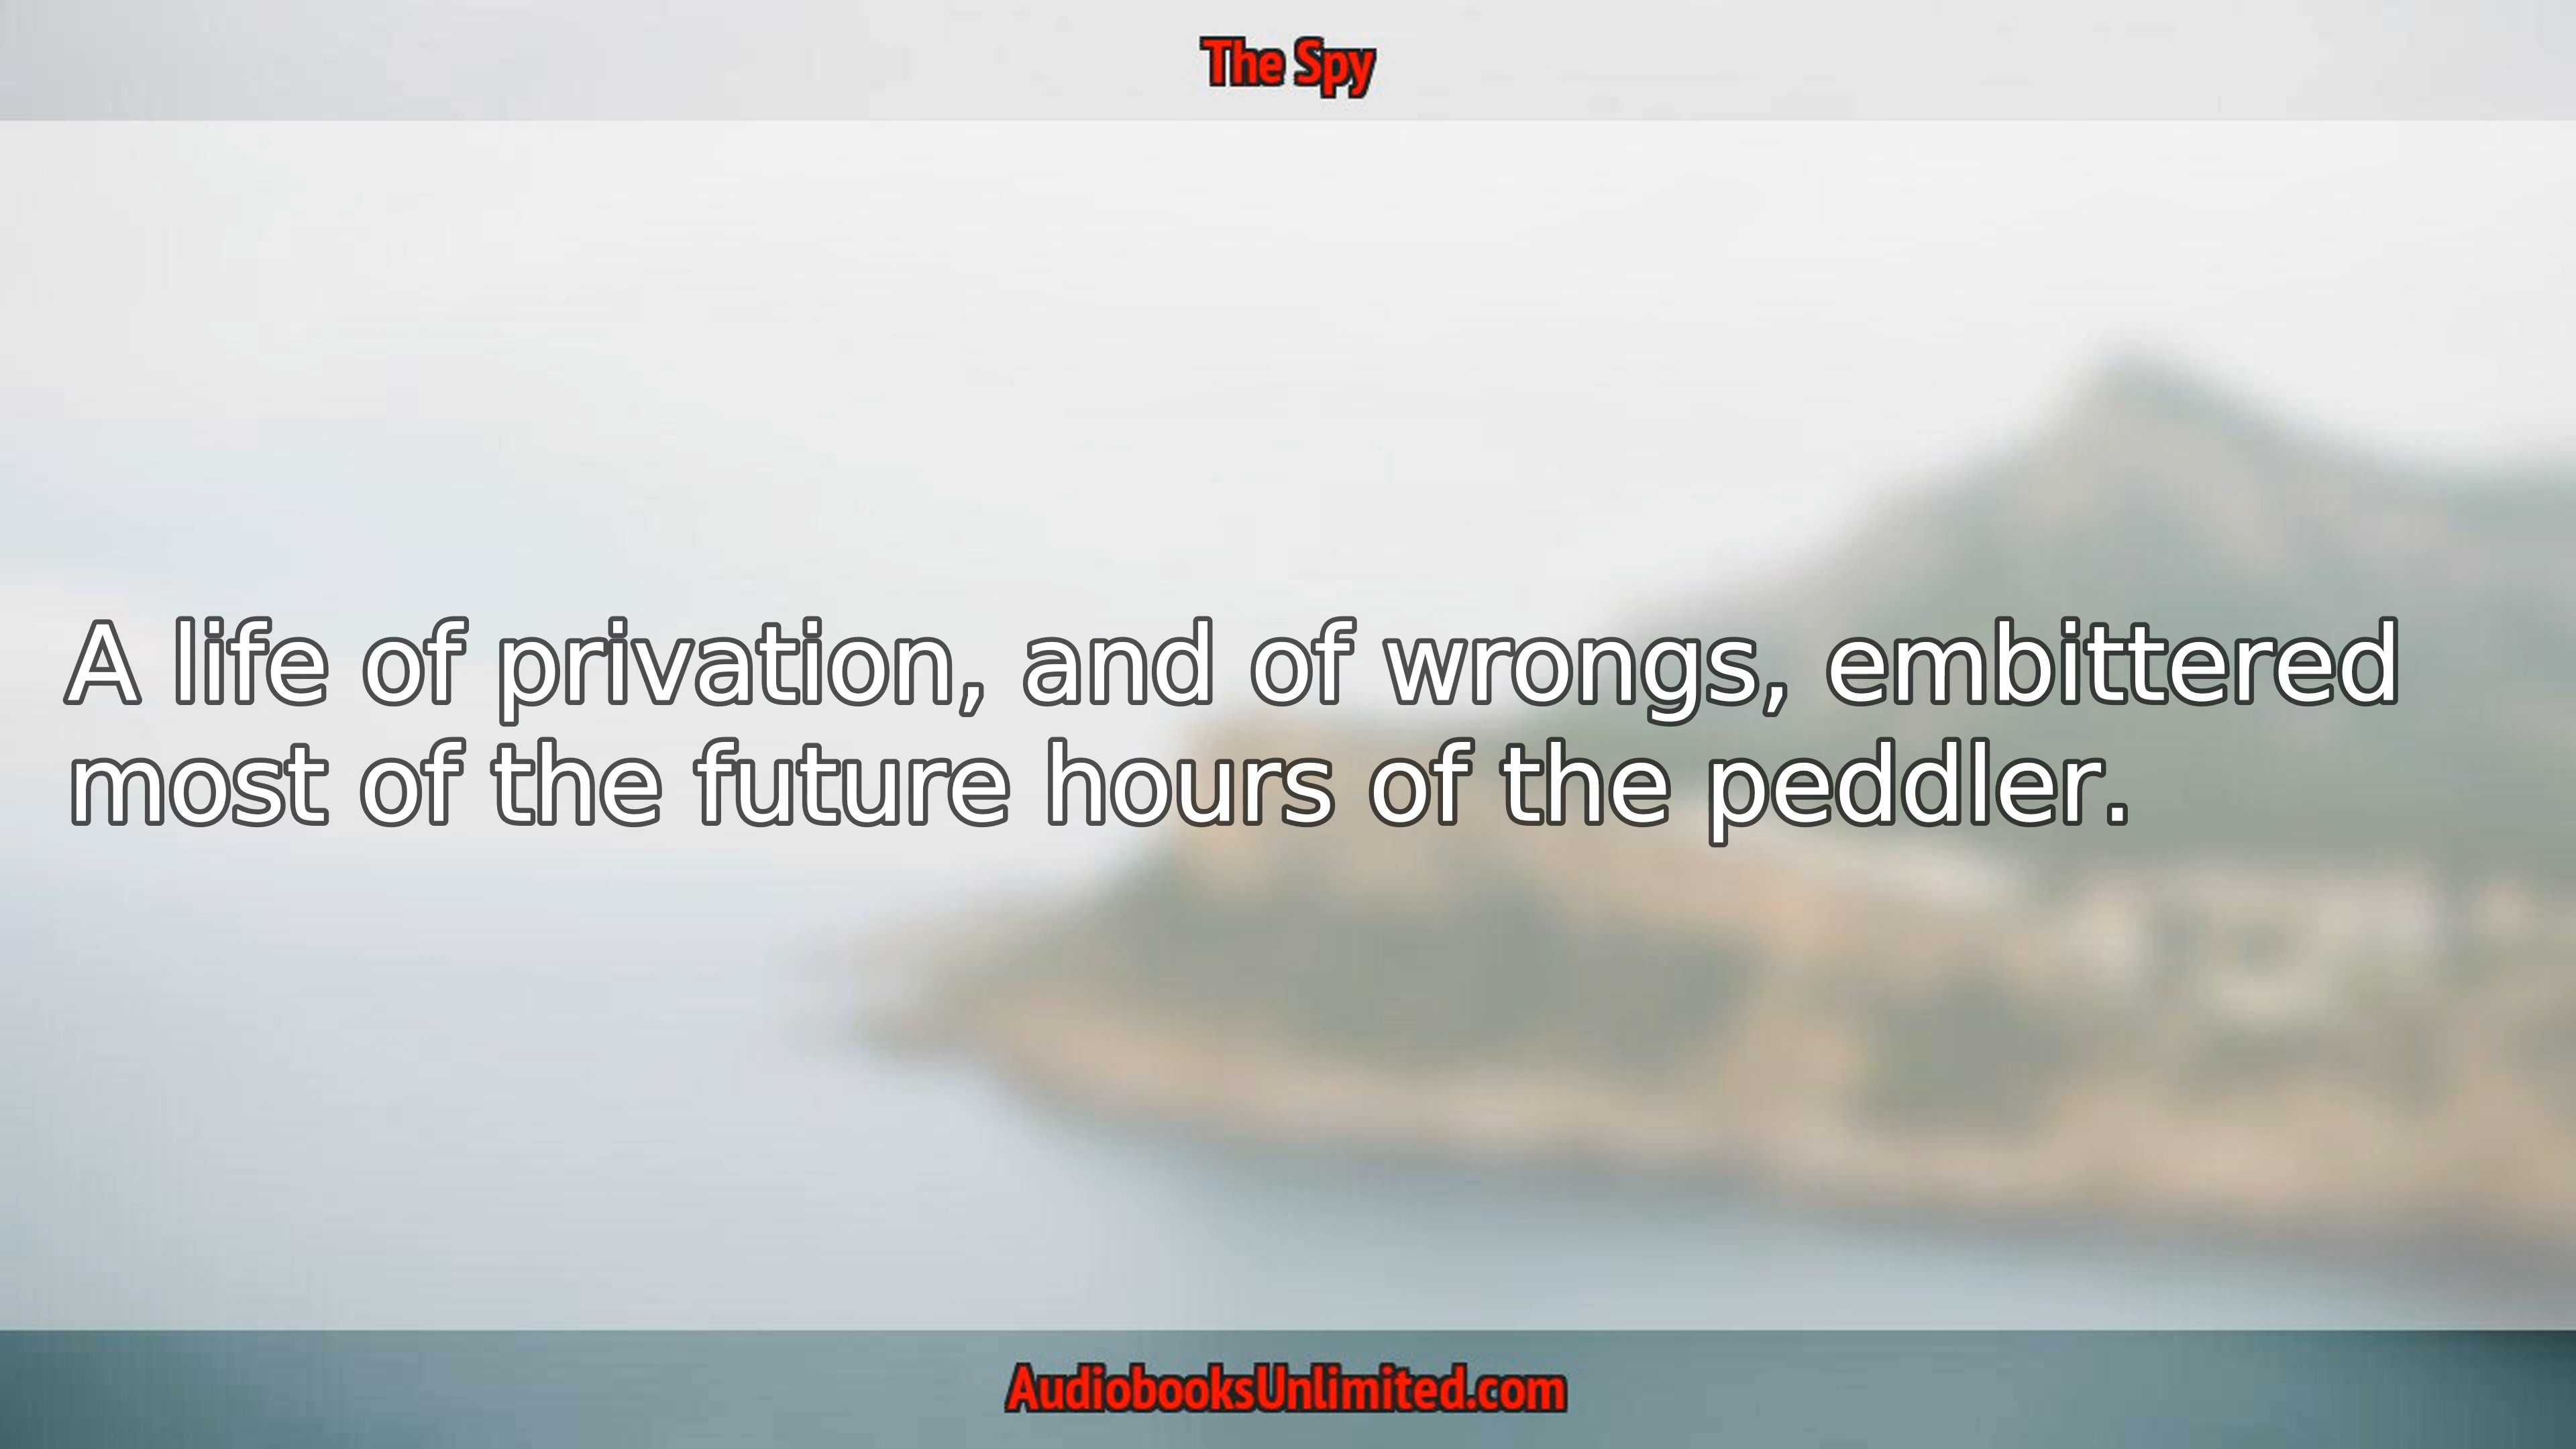 The Spy
A life of privation, and of wrongs, embittered
most of the future hours of the peddler.
AudiobooksUnlimited.com